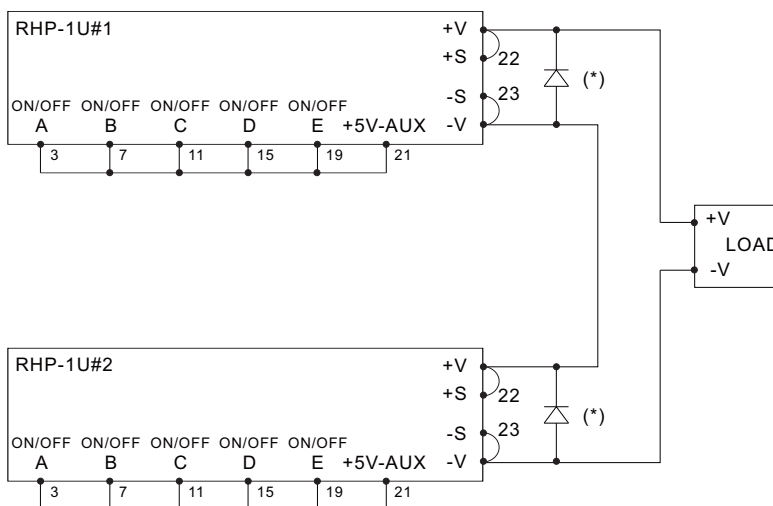 RHP-1U#1
+V
+S 22
(*)
-S 23
-V
ON/OFF ON/OFF ON/OFF ON/OFF ON/OFF
A B C D E +5V-AUX
3 7 11 15 19 21
+V
LOAD
-V
RHP-1U#2
+V
+S 22
(*)
-S 23
-V
ON/OFF ON/OFF ON/OFF ON/OFF ON/OFF
A B C D E +5V-AUX
3 7 11 15 19 21